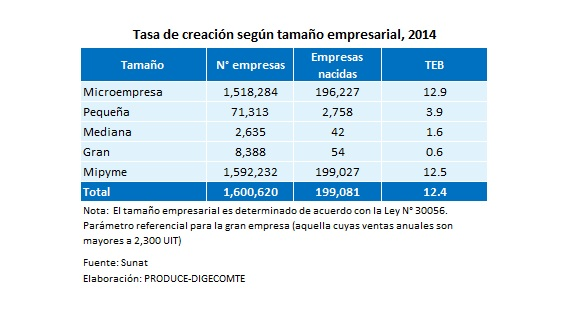 Tasa de creación según tamaño empresarial, 2014
Tamaño N° empresas Empresas nacidas TEB
Microempresa 1,518,284 196,227 12.9
Pequeña 71,313 2,758 3.9
Mediana 2,635 42 1.6
Gran 8,388 54 0.6
Mipyme 1,592,232 199,027 12.5
Total 1,600,620 199,081 12.4
Nota: El tamaño empresarial es determinado de acuerdo con la Ley N° 30056.
Parámetro referencial para la gran empresa (aquella cuyas ventas anuales son
mayores a 2,300 UIT)
Fuente: Sunat
Elaboración: PRODUCE-DIGECOMTE